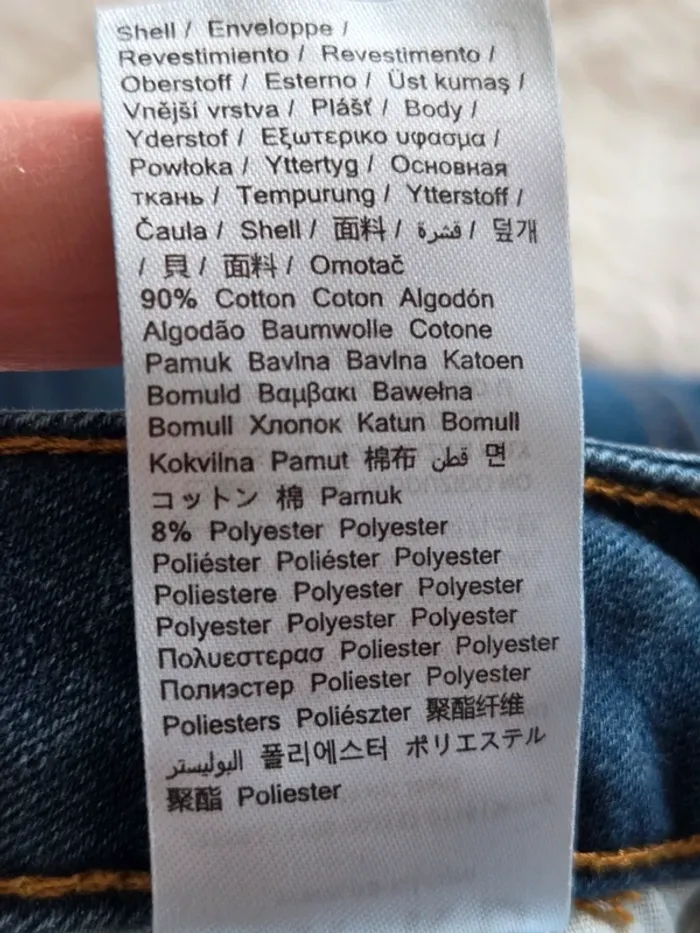 Shell / Enveloppe /
Revestimiento / Revestimento /
Oberstoff / Esterno / Üst kumaş /
Vnější vrstva / Plášť / Body /
Yderstof / Εξωτερικο υφασμα /
Powłoka / Yttertyg / Основная
ткань / Tempurung / Ytterstoff /
Čaula / Shell / 面料 / قشرة / 덮개
/ 貝 / 面料 / Omotač
90% Cotton Coton Algodón
Algodão Baumwolle Cotone
Pamuk Bavlna Bavlna Katoen
Bomuld Βαμβακι Bawełna
Bomull Хлопок Katun Bomull
Kokvilna Pamut 棉布 قطن 면
コットン 棉 Pamuk
8% Polyester Polyester
Poliéster Poliéster Polyester
Poliestere Polyester Polyester
Polyester Polyester Polyester
Πολυεστερασ Poliester Polyester
Полиэстер Poliester Polyester
Poliesters Poliészter 聚酯纤维
البوليستر 폴리에스터 ポリエステル
聚酯 Poliester